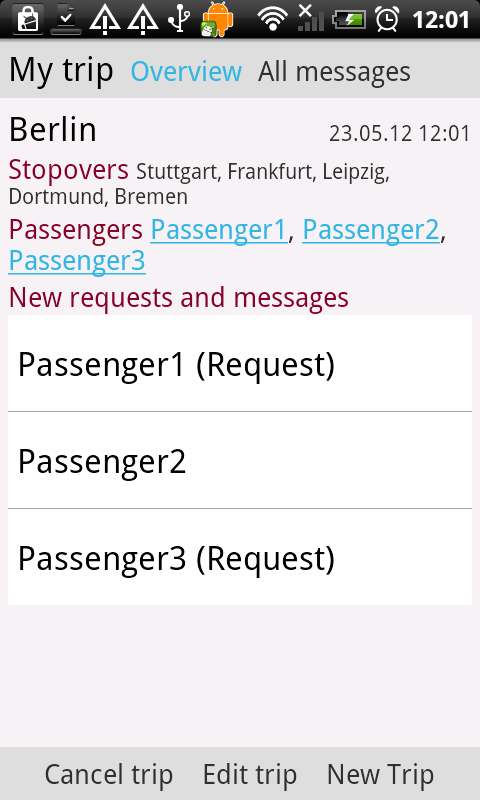 12:01
My trip Overview All messages
Berlin 23.05.12 12:01
Stopovers Stuttgart, Frankfurt, Leipzig,
Dortmund, Bremen
Passengers Passenger1, Passenger2,
Passenger3
New requests and messages
Passenger1 (Request)
Passenger2
Passenger3 (Request)
Cancel trip Edit trip New Trip